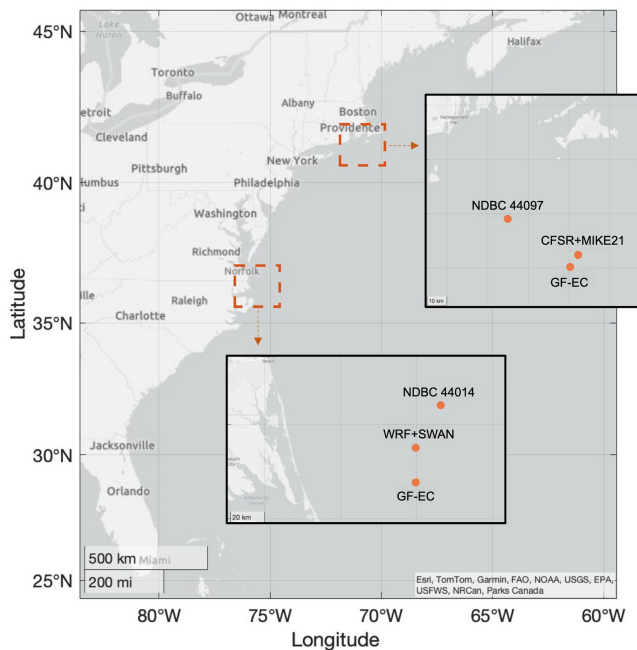 Lake
Huron
Ottawa
Montreal
Halifax
Toronto
Buffalo
Albany
Boston
Providence
etroit
Cleveland
New York
lumbus
Pittsburgh
Philadelphia
Washington
Richmond
Norfolk
ille
Raleigh
Charlotte
Jacksonville
Orlando
Miami
NDBC 44097
CFSR+MIKE21
GF-EC
10 km
NDBC 44014
WRF+SWAN
GF-EC
20 km
500 km
200 mi
Esri, TomTom, Garmin, FAO, NOAA, USGS, EPA,
USFWS, NRCan, Parks Canada
45°N
40°N
35°N
30°N
25°N
Latitude
80°W
75°W
70°W
65°W
60°W
Longitude